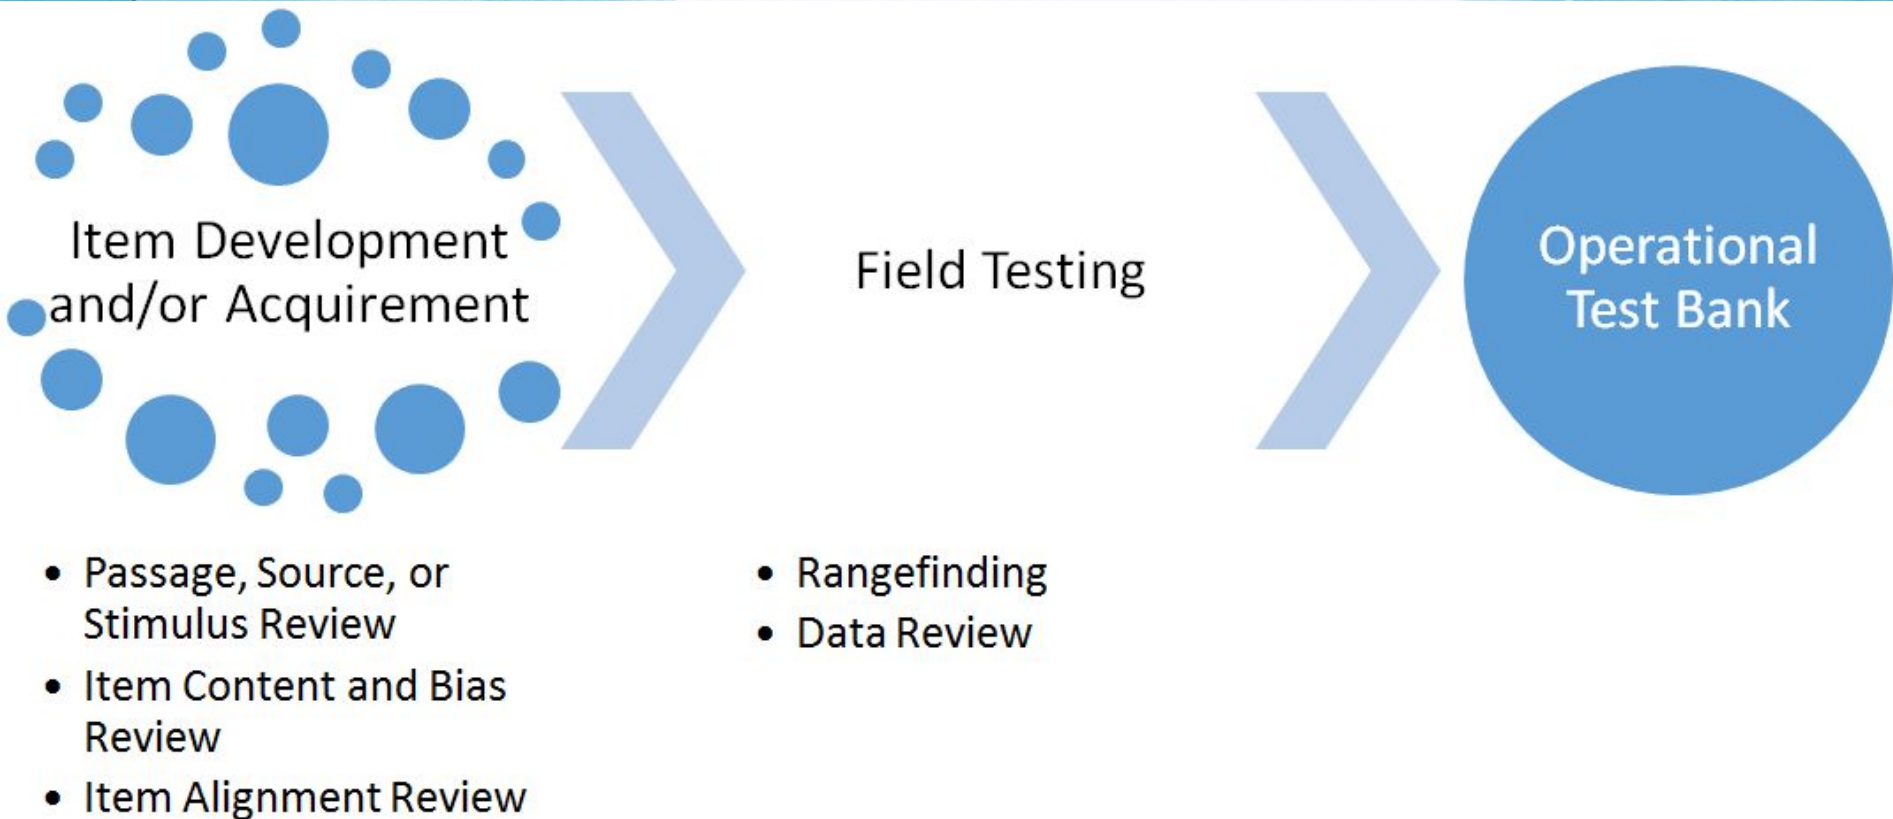 Item Development
and/or Acquirement
Field Testing
Operational
Test Bank
• Passage, Source, or
Stimulus Review
• Item Content and Bias
Review
• Item Alignment Review
• Rangefinding
• Data Review